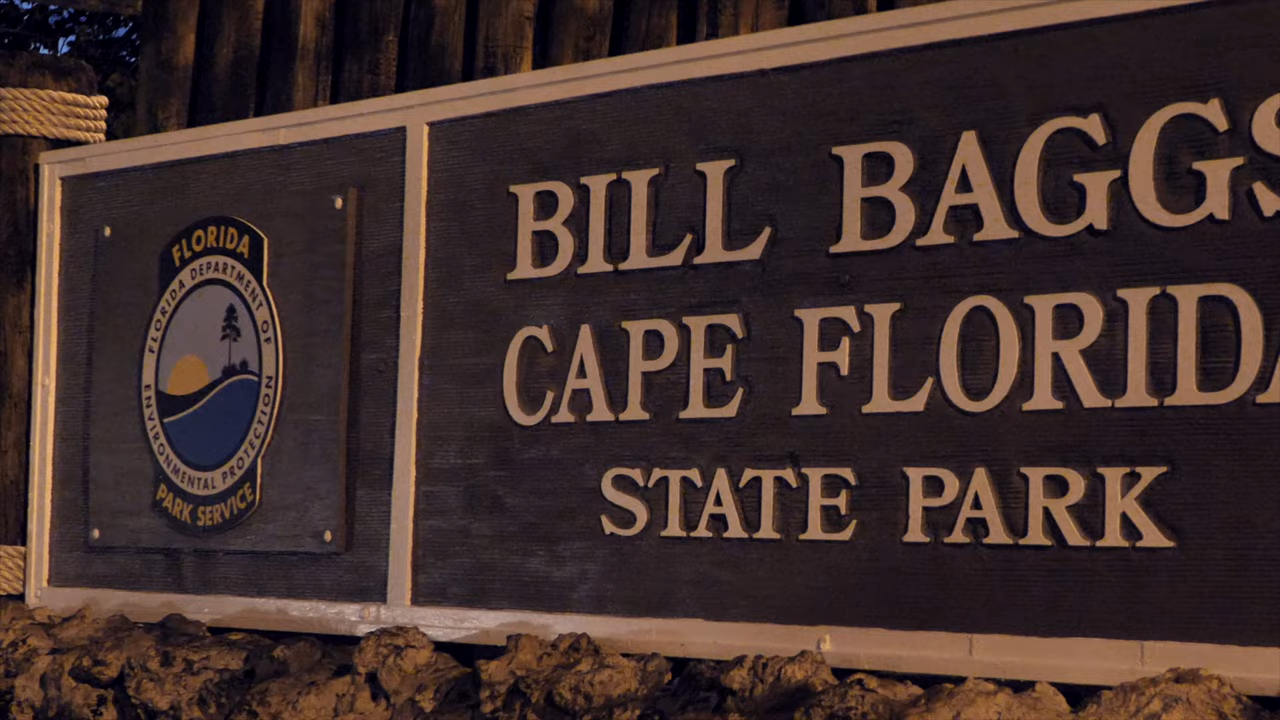 FLORIDA
FLORIDA DEPARTMENT OF
ENVIRONMENTAL PROTECTION
PARK SERVICE
BILL BAGGS
CAPE FLORIDA
STATE PARK